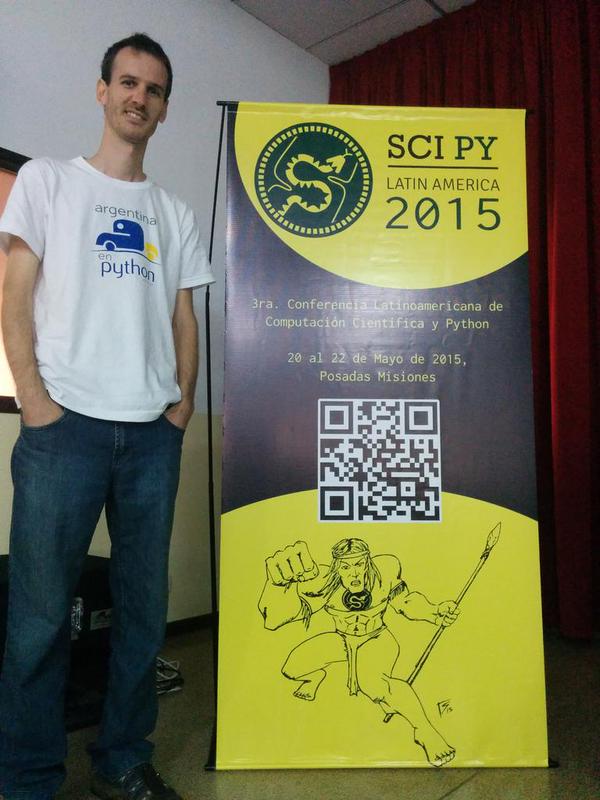 argentina
en
python
SCI PY
LATIN AMERICA
2015
3ra. Conferencia Latinoamericana de
Computación Científica y Python
20 al 22 de Mayo de 2015,
Posadas Misiones